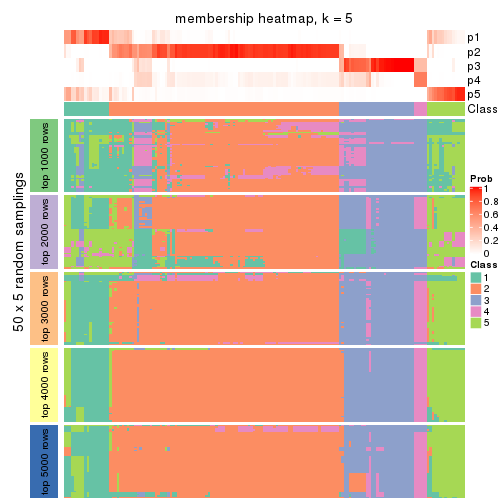 membership heatmap, k = 5
p1
p2
p3
p4
p5
Class
50 x 5 random samplings
top 1000 rows
top 2000 rows
top 3000 rows
top 4000 rows
top 5000 rows
Prob
1
0.8
0.6
0.4
0.2
0
Class
1
2
3
4
5